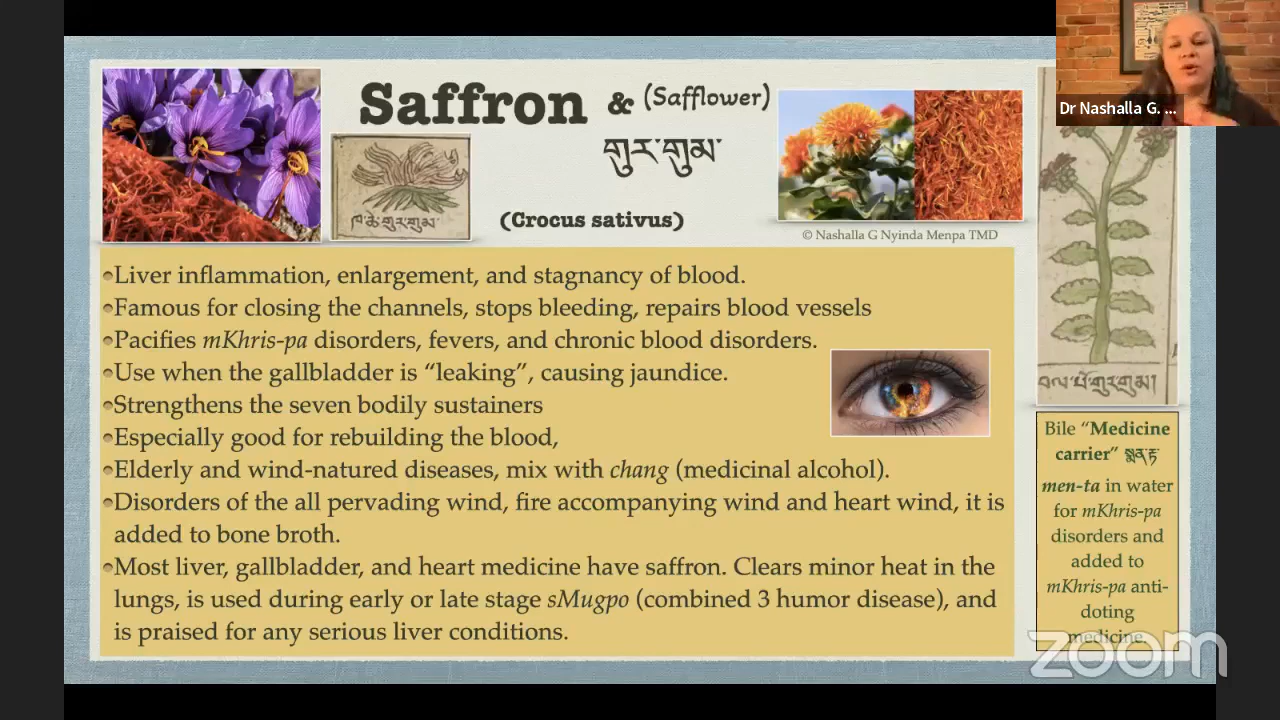 Saffron & (Safflower)
གུར་གུམ་
(Crocus sativus)
ཁ་ཆེ་གུར་གུམ།
© Nashalla G Nyinda Menpa TMD
Dr Nashalla G. ...
•Liver inflammation, enlargement, and stagnancy of blood.
•Famous for closing the channels, stops bleeding, repairs blood vessels
•Pacifies mKhris-pa disorders, fevers, and chronic blood disorders.
•Use when the gallbladder is “leaking”, causing jaundice.
•Strengthens the seven bodily sustainers
•Especially good for rebuilding the blood,
•Elderly and wind-natured diseases, mix with chang (medicinal alcohol).
•Disorders of the all pervading wind, fire accompanying wind and heart wind, it is
added to bone broth.
•Most liver, gallbladder, and heart medicine have saffron. Clears minor heat in the
lungs, is used during early or late stage sMugpo (combined 3 humor disease), and
is praised for any serious liver conditions.
བལ་པོ་གུར་གུམ།
Bile “Medicine
carrier” སྨན་རྟ་
men-ta in water
for mKhris-pa
disorders and
added to
mKhris-pa anti-
doting
medicine.
zoom